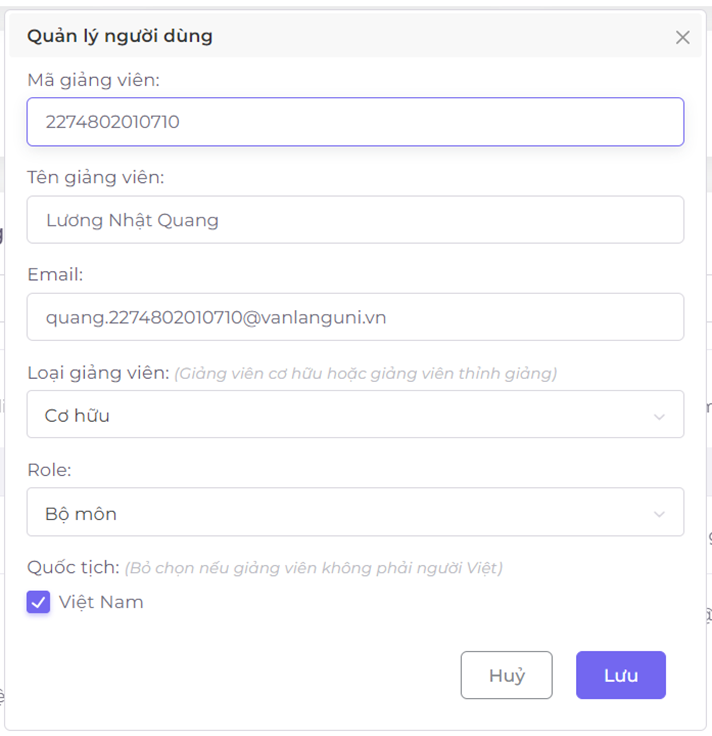 Quản lý người dùng
Mã giảng viên:
2274802010710
Tên giảng viên:
Lương Nhật Quang
Email:
quang.2274802010710@vanlanguni.vn
Loại giảng viên: (Giảng viên cơ hữu hoặc giảng viên thỉnh giảng)
Cơ hữu
Role:
Bộ môn
Quốc tịch: (Bỏ chọn nếu giảng viên không phải người Việt)
Việt Nam
Huỷ Lưu